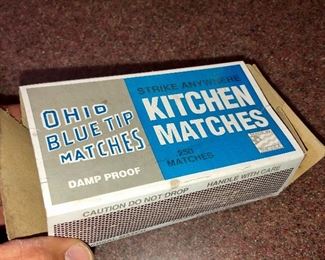 OHIO
BLUE TIP
MATCHES
DAMP PROOF
STRIKE ANYWHERE
KITCHEN
MATCHES
250
MATCHES
CAUTION DO NOT DROP HANDLE WITH CARE